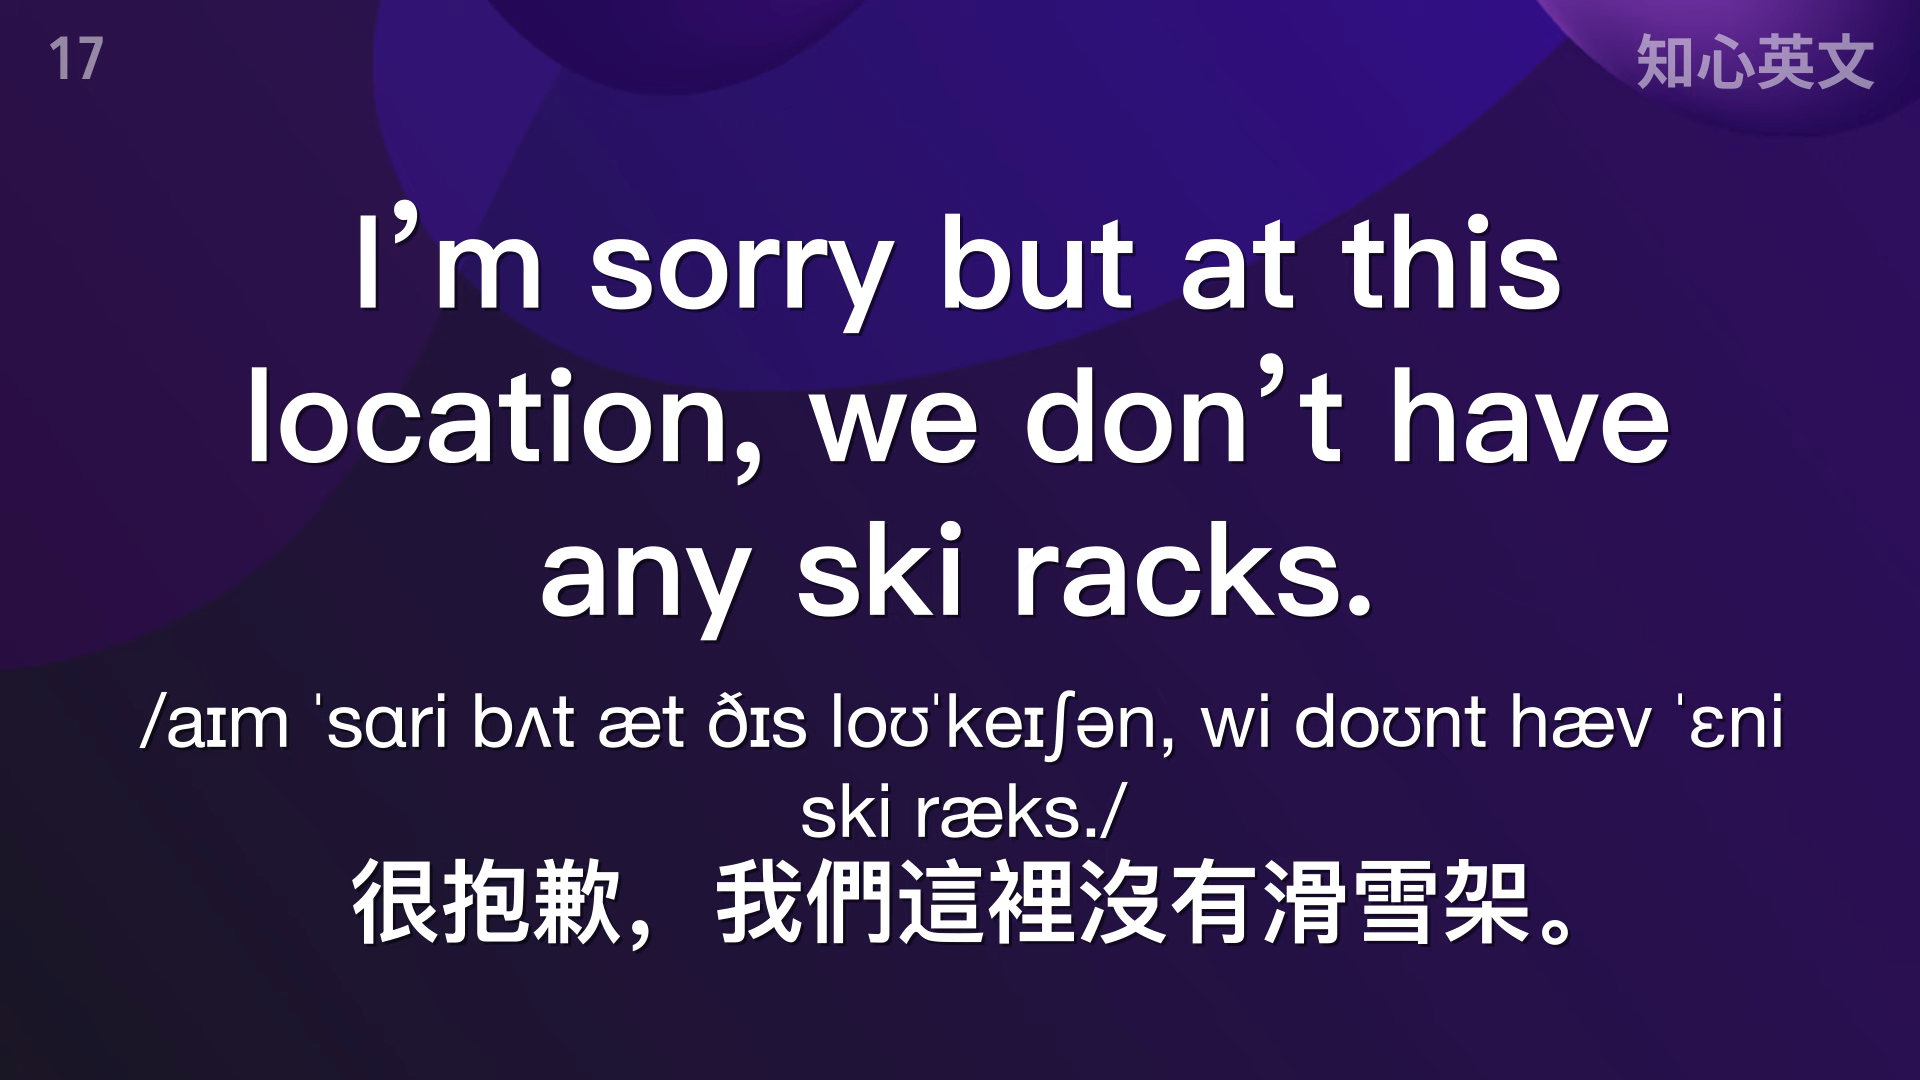 17
知心英文
I’m sorry but at this
location, we don’t have
any ski racks.
/aɪm ˈsɑri bʌt æt ðɪs loʊˈkeɪʃən, wi doʊnt hæv ˈɛni
ski ræks./
很抱歉，我們這裡沒有滑雪架。